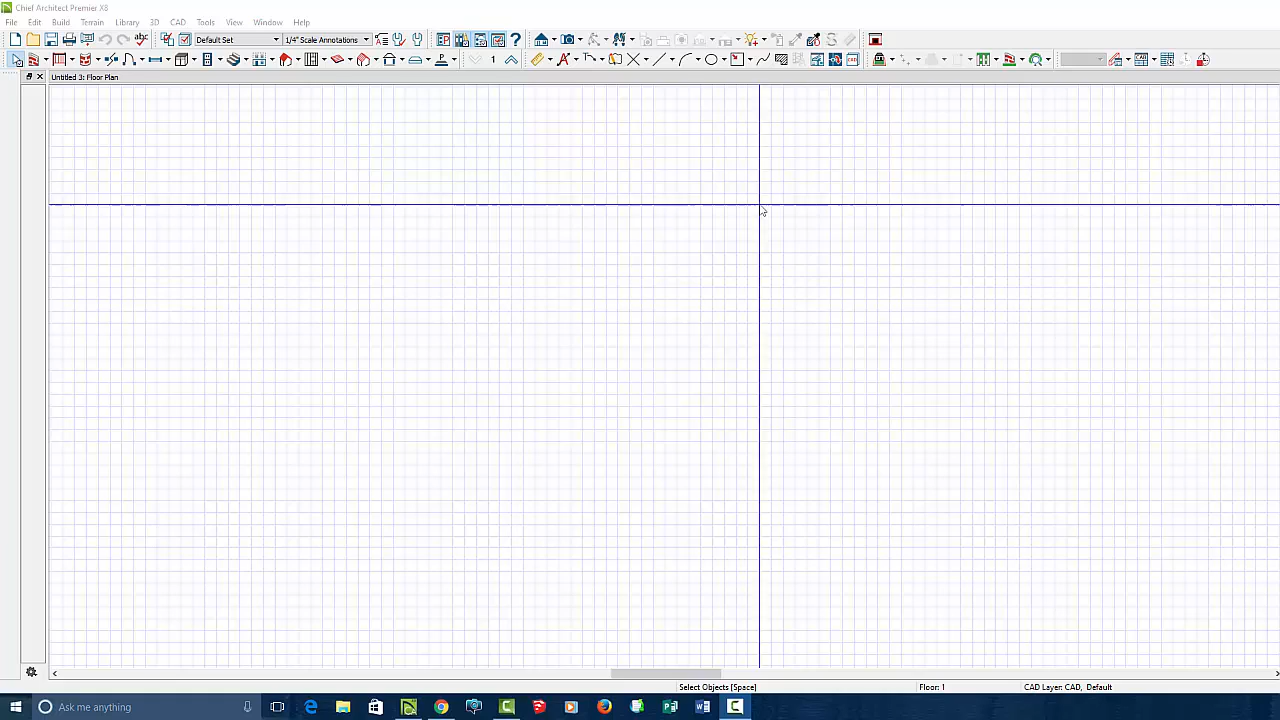 Chief Architect Premier X8
File Edit Build Terrain Library 3D CAD Tools View Window Help
Default Set 1/4" Scale Annotations
1
Untitled 3: Floor Plan
Select Objects [Space] Floor: 1 CAD Layer: CAD, Default
Ask me anything